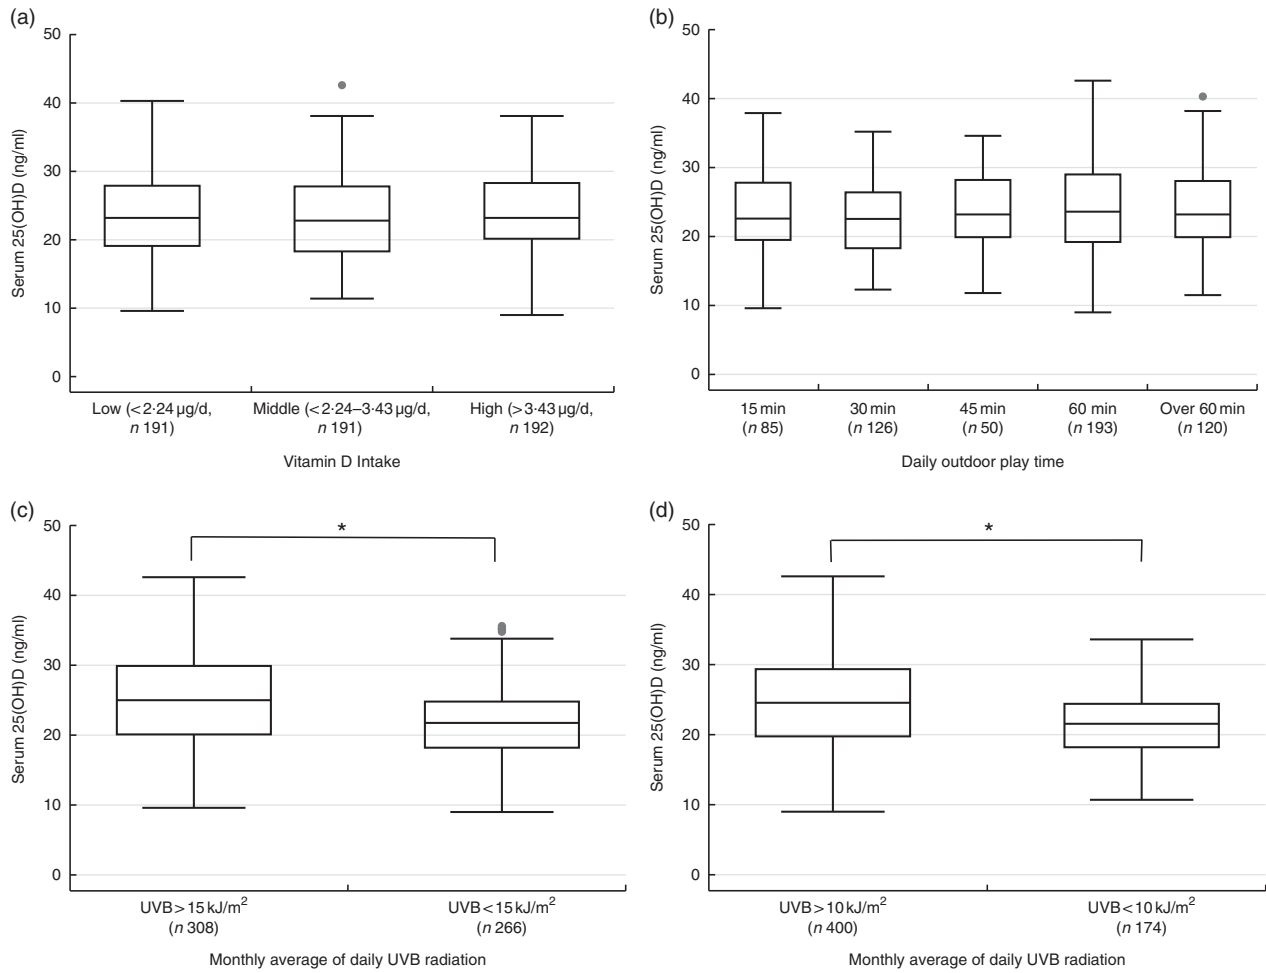 (a)
50
40
30
20
10
0
Serum 25(OH)D (ng/ml)
Low (<2·24 µg/d,
n 191)
Middle (<2·24–3·43 µg/d,
n 191)
High (>3·43 µg/d,
n 192)
Vitamin D Intake
(b)
50
40
30
20
10
0
Serum 25(OH)D (ng/ml)
15 min
(n 85)
30 min
(n 126)
45 min
(n 50)
60 min
(n 193)
Over 60 min
(n 120)
Daily outdoor play time
(c)
50
40
30
20
10
0
Serum 25(OH)D (ng/ml)
*
UVB>15 kJ/m²
(n 308)
UVB<15 kJ/m²
(n 266)
Monthly average of daily UVB radiation
(d)
50
40
30
20
10
0
Serum 25(OH)D (ng/ml)
*
UVB>10 kJ/m²
(n 400)
UVB<10 kJ/m²
(n 174)
Monthly average of daily UVB radiation